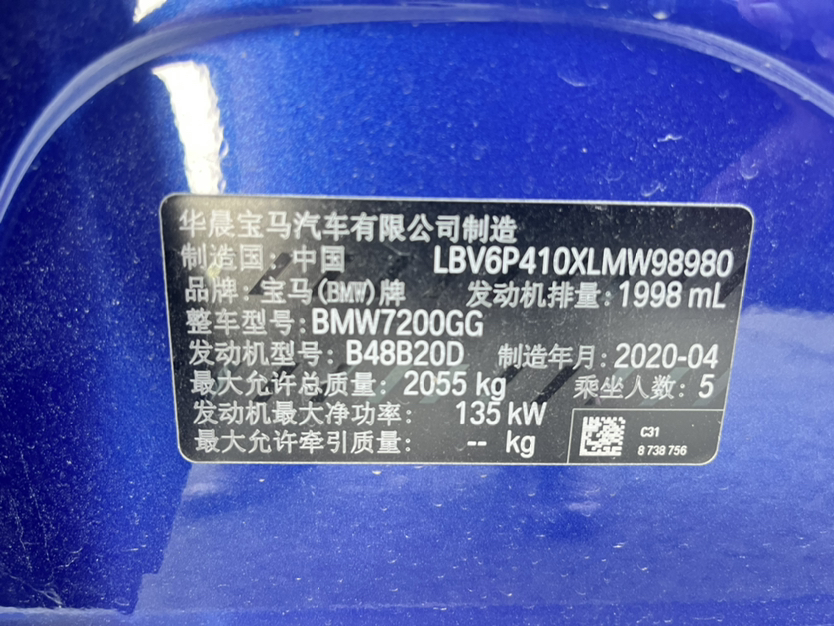 华晨宝马汽车有限公司制造
制造国：中国 LBV6P410XLMW98980
品牌：宝马(BMW)牌 发动机排量：1998 mL
整车型号：BMW7200GG
发动机型号：B48B20D 制造年月：2020-04
最大允许总质量：2055 kg 乘坐人数：5
发动机最大净功率：135 kW
最大允许牵引质量：-- kg
C31
8 738 756